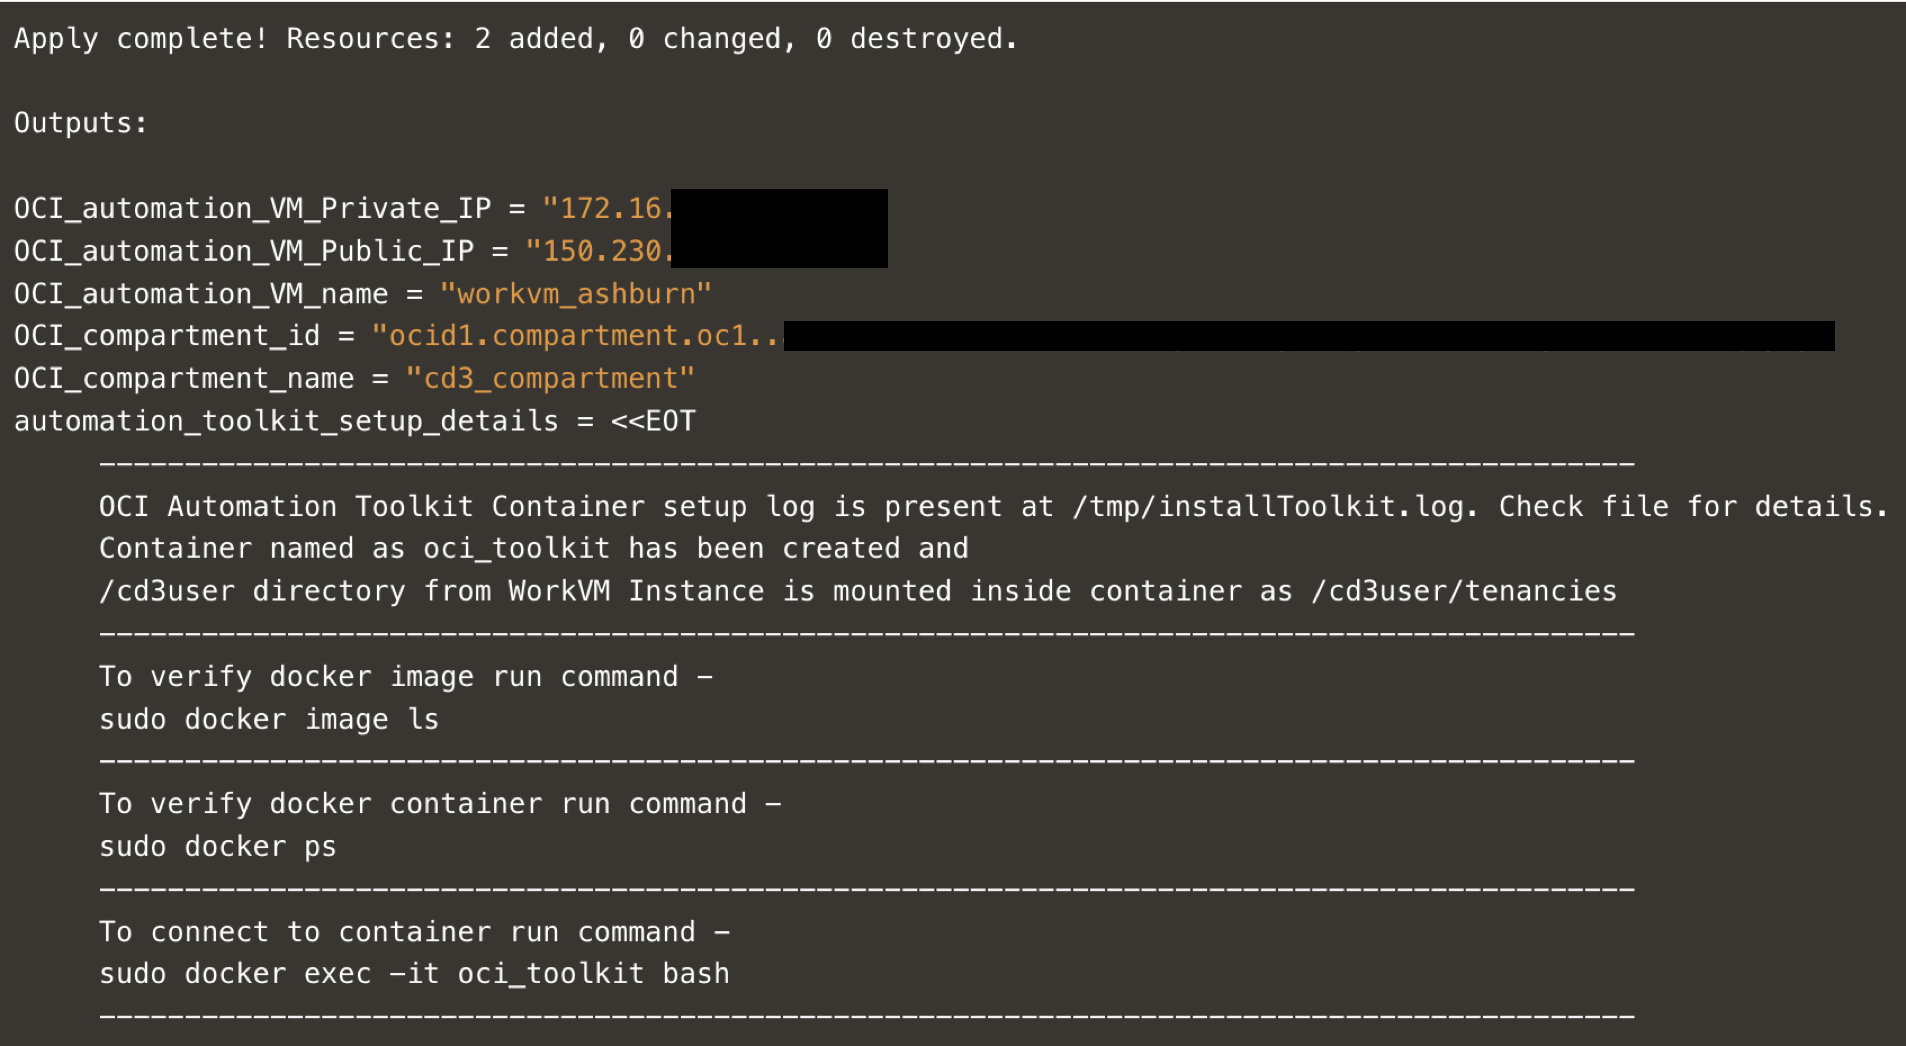 Apply complete! Resources: 2 added, 0 changed, 0 destroyed.
Outputs:
OCI_automation_VM_Private_IP = "172.16.
OCI_automation_VM_Public_IP = "150.230.
OCI_automation_VM_name = "workvm_ashburn"
OCI_compartment_id = "ocid1.compartment.oc1..
OCI_compartment_name = "cd3_compartment"
automation_toolkit_setup_details = <<EOT
------------------------------------------------------------------------------------------
OCI Automation Toolkit Container setup log is present at /tmp/installToolkit.log. Check file for details.
Container named as oci_toolkit has been created and
/cd3user directory from WorkVM Instance is mounted inside container as /cd3user/tenancies
------------------------------------------------------------------------------------------
To verify docker image run command -
sudo docker image ls
------------------------------------------------------------------------------------------
To verify docker container run command -
sudo docker ps
------------------------------------------------------------------------------------------
To connect to container run command -
sudo docker exec -it oci_toolkit bash
------------------------------------------------------------------------------------------